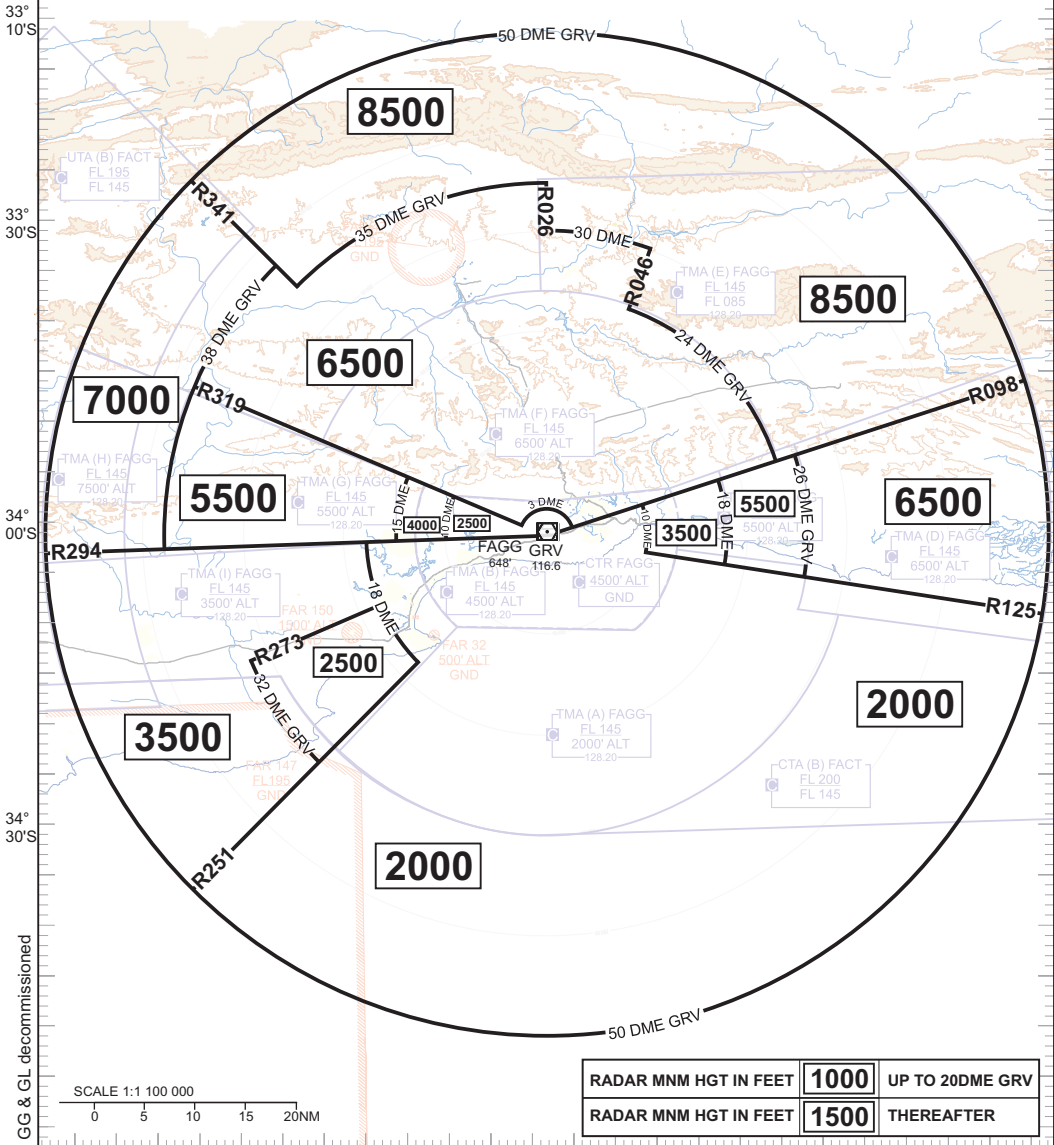 33°
10'S
50 DME GRV
8500
UTA (B) FACT
FL 195
FL 145
C
R341
35 DME GRV
R026
33°
30'S
30 DME
GND
R046
TMA (E) FAGG
FL 145
FL 085
128.20
C
8500
38 DME GRV
24 DME GRV
6500
7000
R319
R098
TMA (F) FAGG
FL 145
6500' ALT
128.20
C
TMA (H) FAGG
FL 145
7500' ALT
128.20
C
5500
TMA (G) FAGG
FL 145
5500' ALT
128.20
C
15 DME
4000
10 DME
2500
3 DME
10 DME
3500
18 DME
5500
5500' ALT
128.20
26 DME GRV
6500
34°
00'S
R294
FAGG
648'
GRV
116.6
TMA (D) FAGG
FL 145
6500' ALT
128.20
C
TMA (I) FAGG
FL 145
3500' ALT
128.20
C
TMA (B) FAGG
FL 145
4500' ALT
128.20
C
CTR FAGG
4500' ALT
GND
C
R125
18 DME
FAR 150
1500' ALT
R273
2500
FAR 32
500' ALT
GND
32 DME GRV
3500
2000
TMA (A) FAGG
FL 145
2000' ALT
128.20
C
FAR 147
FL195
GND
CTA (B) FACT
FL 200
FL 145
C
34°
30'S
R251
2000
GG & GL decommissioned
50 DME GRV
SCALE 1:1 100 000
0 5 10 15 20NM
RADAR MNM HGT IN FEET 1000 UP TO 20DME GRV
RADAR MNM HGT IN FEET 1500 THEREAFTER